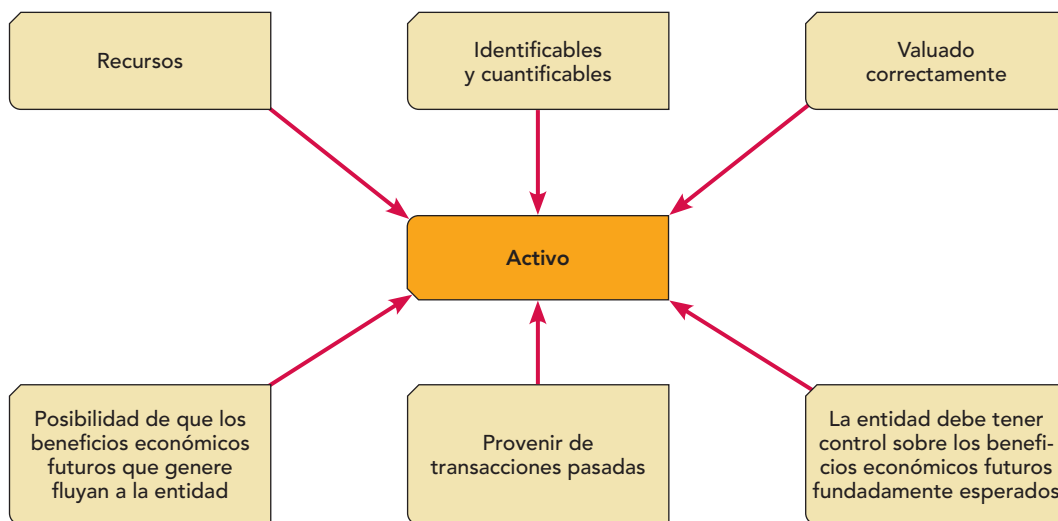 Recursos
Identificables
y cuantificables
Valuado
correctamente
Activo
Posibilidad de que los
beneficios económicos
futuros que genere
fluyan a la entidad
Provenir de
transacciones pasadas
La entidad debe tener
control sobre los benefi-
cios económicos futuros
fundadamente esperados